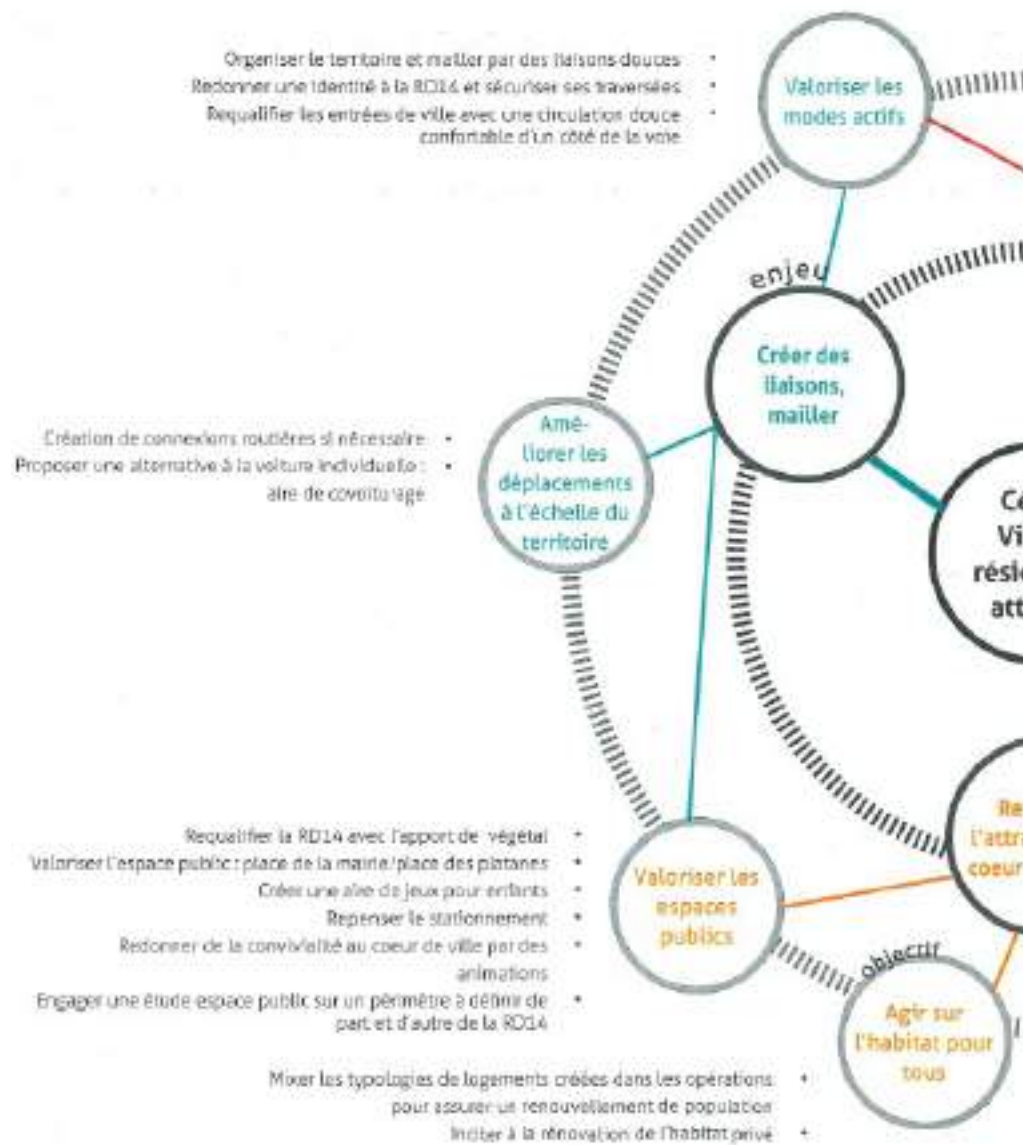 Organiser le territoire et mailler par des liaisons douces
Redonner une identité à la RD14 et sécuriser ses traversées
Requalifier les entrées de ville avec une circulation douce
confortable d'un côté de la voie
Valoriser les
modes actifs
enjeu
Créer des
liaisons,
mailler
Création de connexions routières si nécessaire
Proposer une alternative à la voiture individuelle :
aire de covoiturage
Amé-
liorer les
déplacements
à l'échelle du
territoire
Requalifier la RD14 avec l'apport de végétal
Valoriser l'espace public : place de la mairie/place des platanes
Créer une aire de jeux pour enfants
Repenser le stationnement
Redonner de la convivialité au coeur de ville par des
animations
Engager une étude espace public sur un périmètre à définir de
part et d'autre de la RD14
Valoriser les
espaces
publics
coeur
objectif
Agir sur
l'habitat pour
tous
Mixer les typologies de logements créées dans les opérations
pour assurer un renouvellement de population
Inciter à la rénovation de l'habitat privé